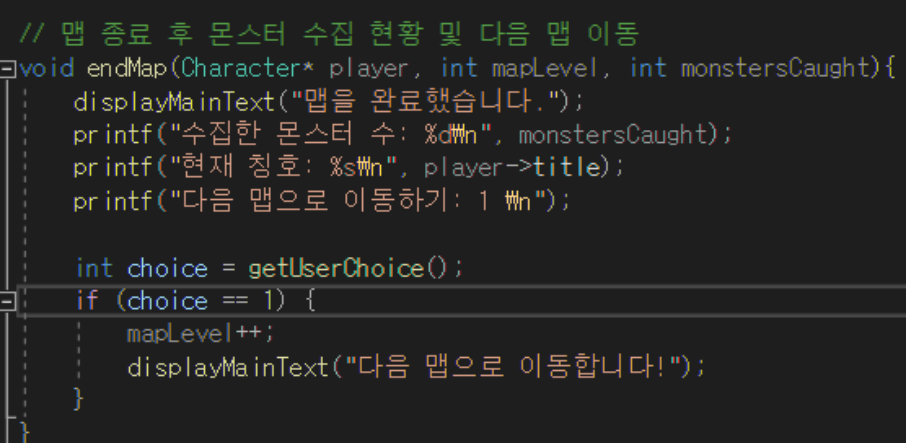 // 맵 종료 후 몬스터 수집 현황 및 다음 맵 이동
void endMap(Character* player, int mapLevel, int monstersCaught){
displayMainText("맵을 완료했습니다.");
printf("수집한 몬스터 수: %d₩n", monstersCaught);
printf("현재 칭호: %s₩n", player->title);
printf("다음 맵으로 이동하기: 1 ₩n");
int choice = getUserChoice();
if (choice == 1) {
mapLevel++;
displayMainText("다음 맵으로 이동합니다!");
}
}